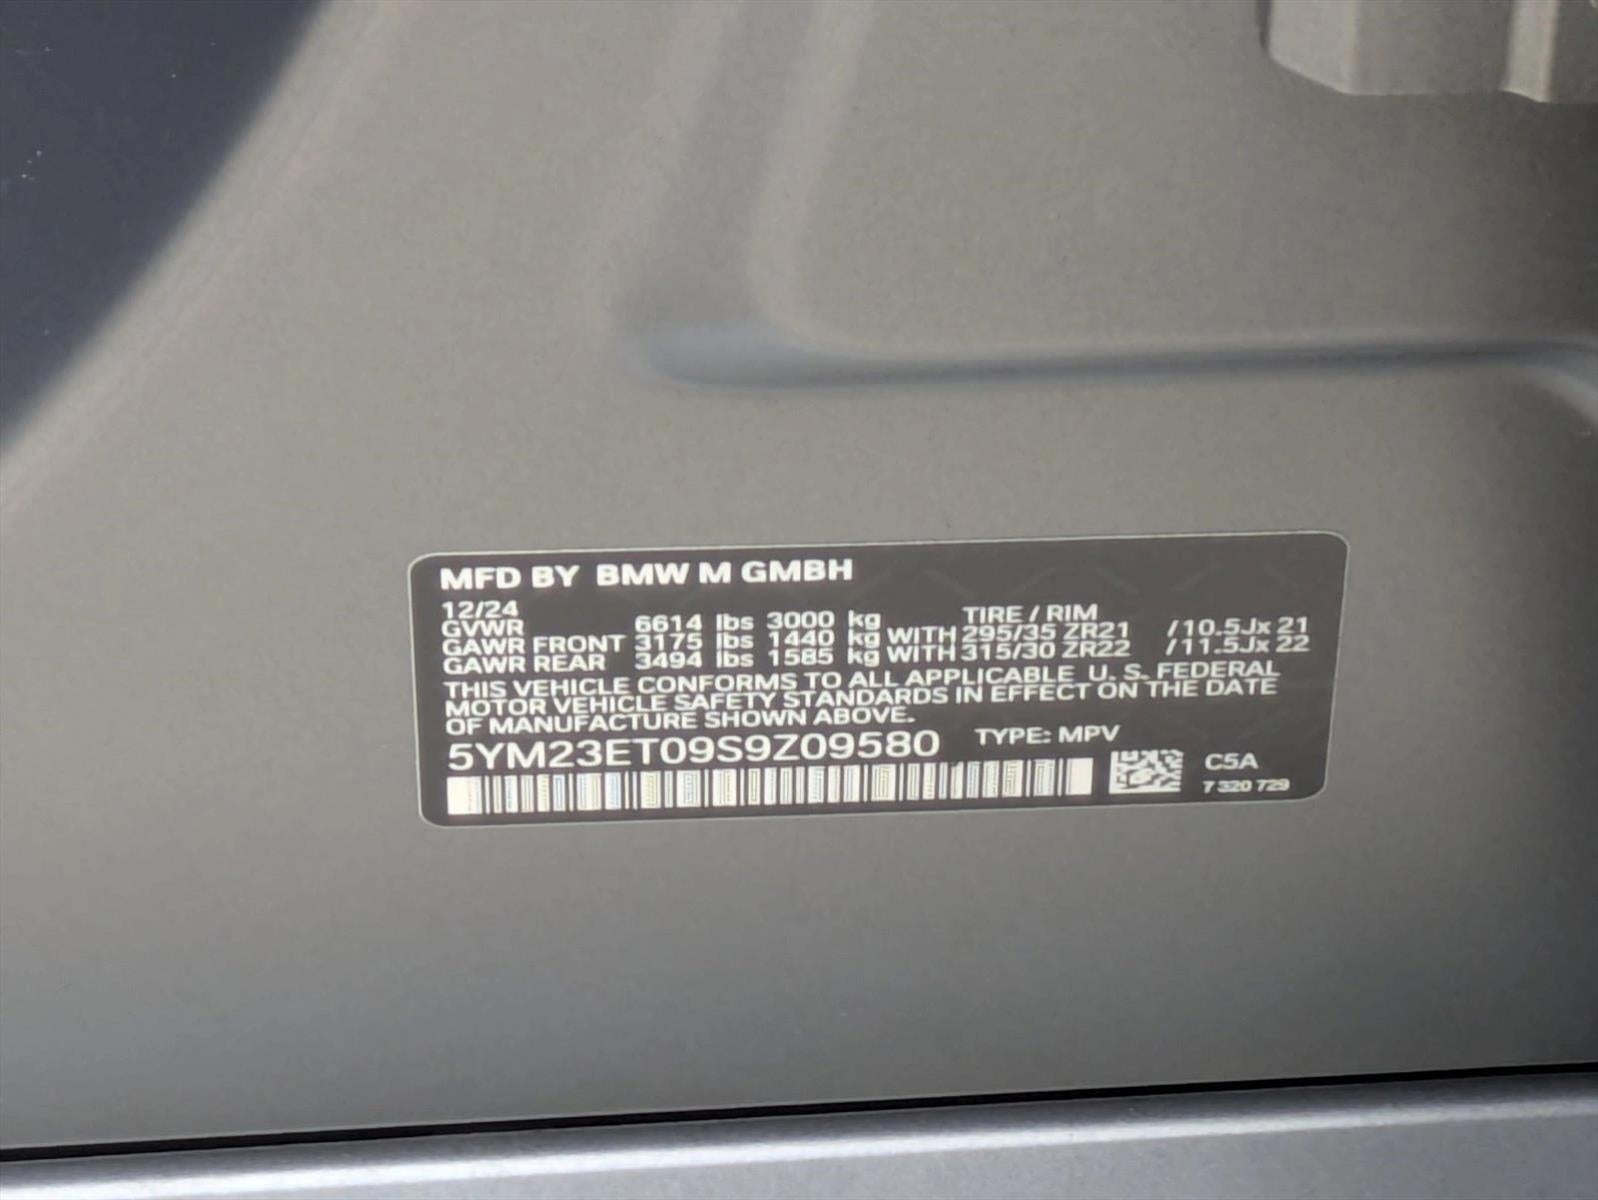 MFD BY BMW M GMBH
12/24
GVWR 6614 lbs 3000 kg TIRE / RIM
GAWR FRONT 3175 lbs 1440 kg WITH 295/35 ZR21 /10.5Jx 21
GAWR REAR 3494 lbs 1585 kg WITH 315/30 ZR22 /11.5Jx 22
THIS VEHICLE CONFORMS TO ALL APPLICABLE U. S. FEDERAL
MOTOR VEHICLE SAFETY STANDARDS IN EFFECT ON THE DATE
OF MANUFACTURE SHOWN ABOVE.
5YM23ET09S9Z09580 TYPE: MPV
C5A
7 320 729